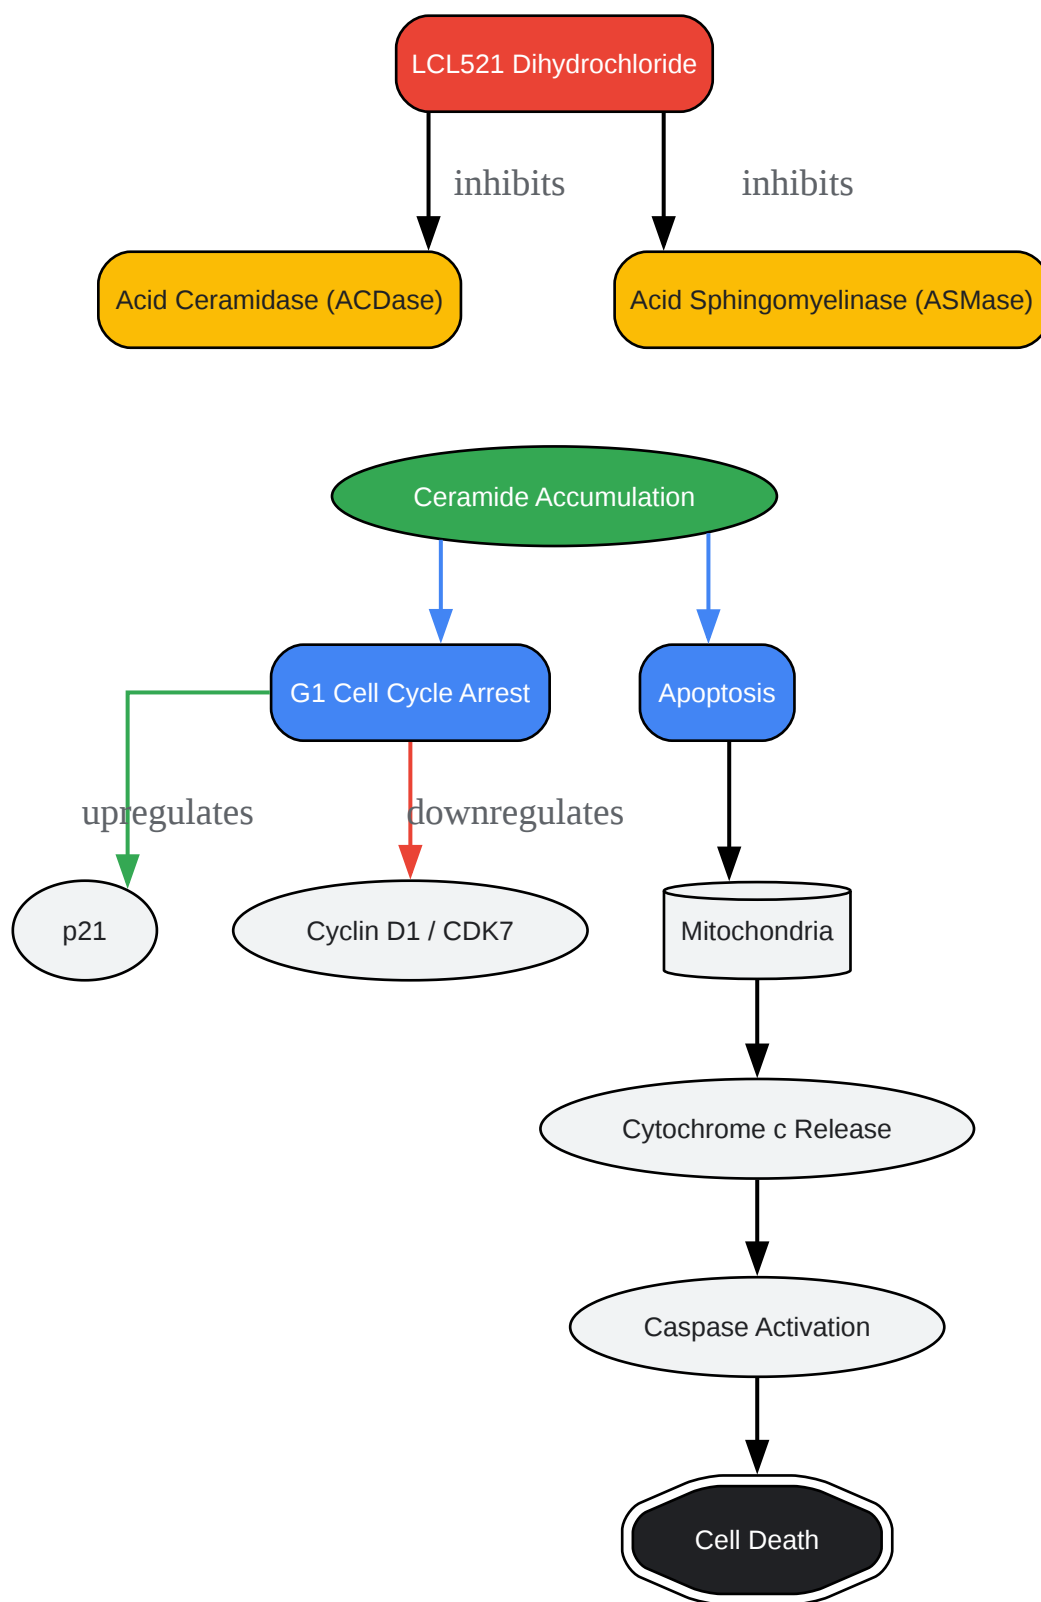 LCL521 Dihydrochloride
inhibits
inhibits
Acid Ceramidase (ACDase)
Acid Sphingomyelinase (ASMase)
Ceramide Accumulation
G1 Cell Cycle Arrest
Apoptosis
upregulates
downregulates
p21
Cyclin D1 / CDK7
Mitochondria
Cytochrome c Release
Caspase Activation
Cell Death